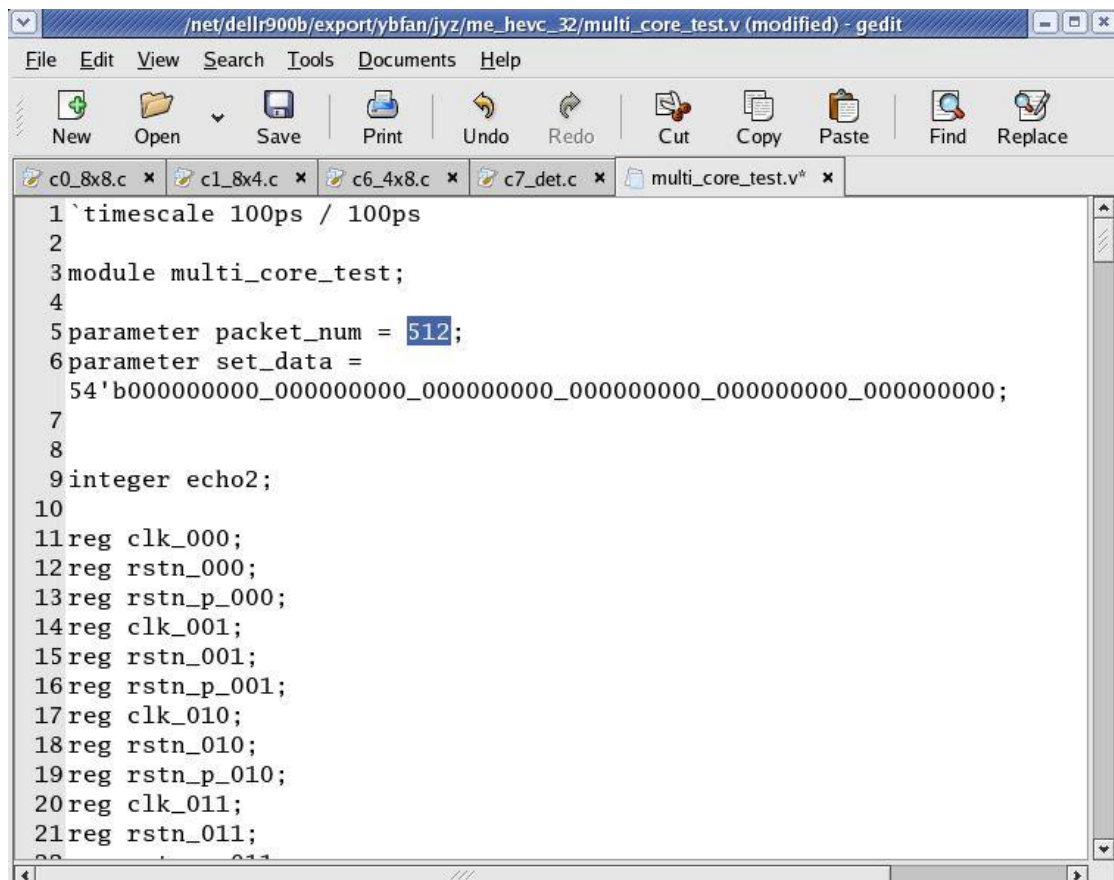 /net/dellr900b/export/ybfan/jyz/me_hevc_32/multi_core_test.v (modified) - gedit
File Edit View Search Tools Documents Help
New Open Save Print Undo Redo Cut Copy Paste Find Replace
c0_8x8.c c1_8x4.c c6_4x8.c c7_det.c multi_core_test.v*
1 `timescale 100ps / 100ps
2
3 module multi_core_test;
4
5 parameter packet_num = 512;
6 parameter set_data =
54'b000000000_000000000_000000000_000000000_000000000_000000000;
7
8
9 integer echo2;
10
11 reg clk_000;
12 reg rstn_000;
13 reg rstn_p_000;
14 reg clk_001;
15 reg rstn_001;
16 reg rstn_p_001;
17 reg clk_010;
18 reg rstn_010;
19 reg rstn_p_010;
20 reg clk_011;
21 reg rstn_011;